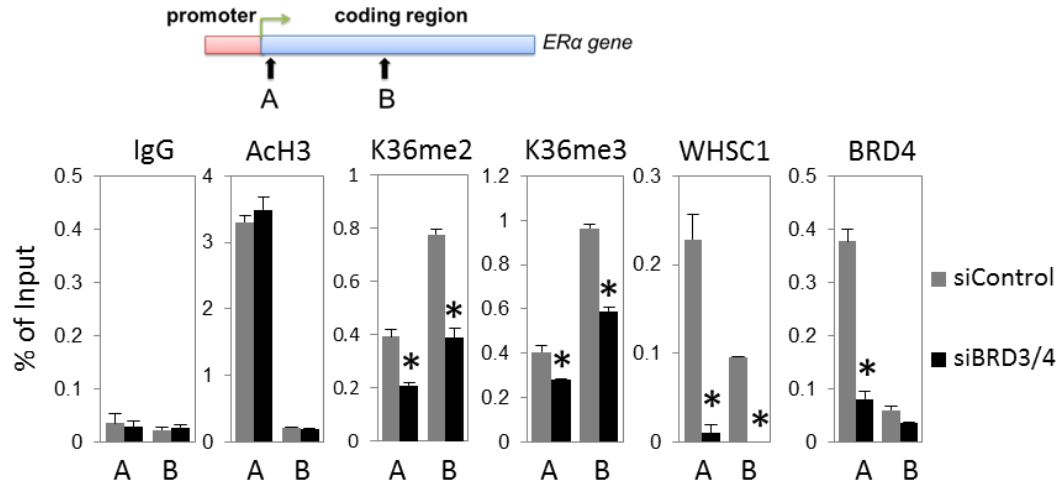 promoter
coding region
ERα gene
A
B
IgG
AcH3
K36me2
K36me3
WHSC1
BRD4
% of Input
0.5
0.4
0.3
0.2
0.1
0
4
3
2
1
0
1
0.8
0.6
0.4
0.2
0
1.2
1
0.8
0.6
0.4
0.2
0
0.3
0.2
0.1
0
0.5
0.4
0.3
0.2
0.1
0
*
*
*
*
*
*
*
A B
A B
A B
A B
A B
A B
siControl
siBRD3/4